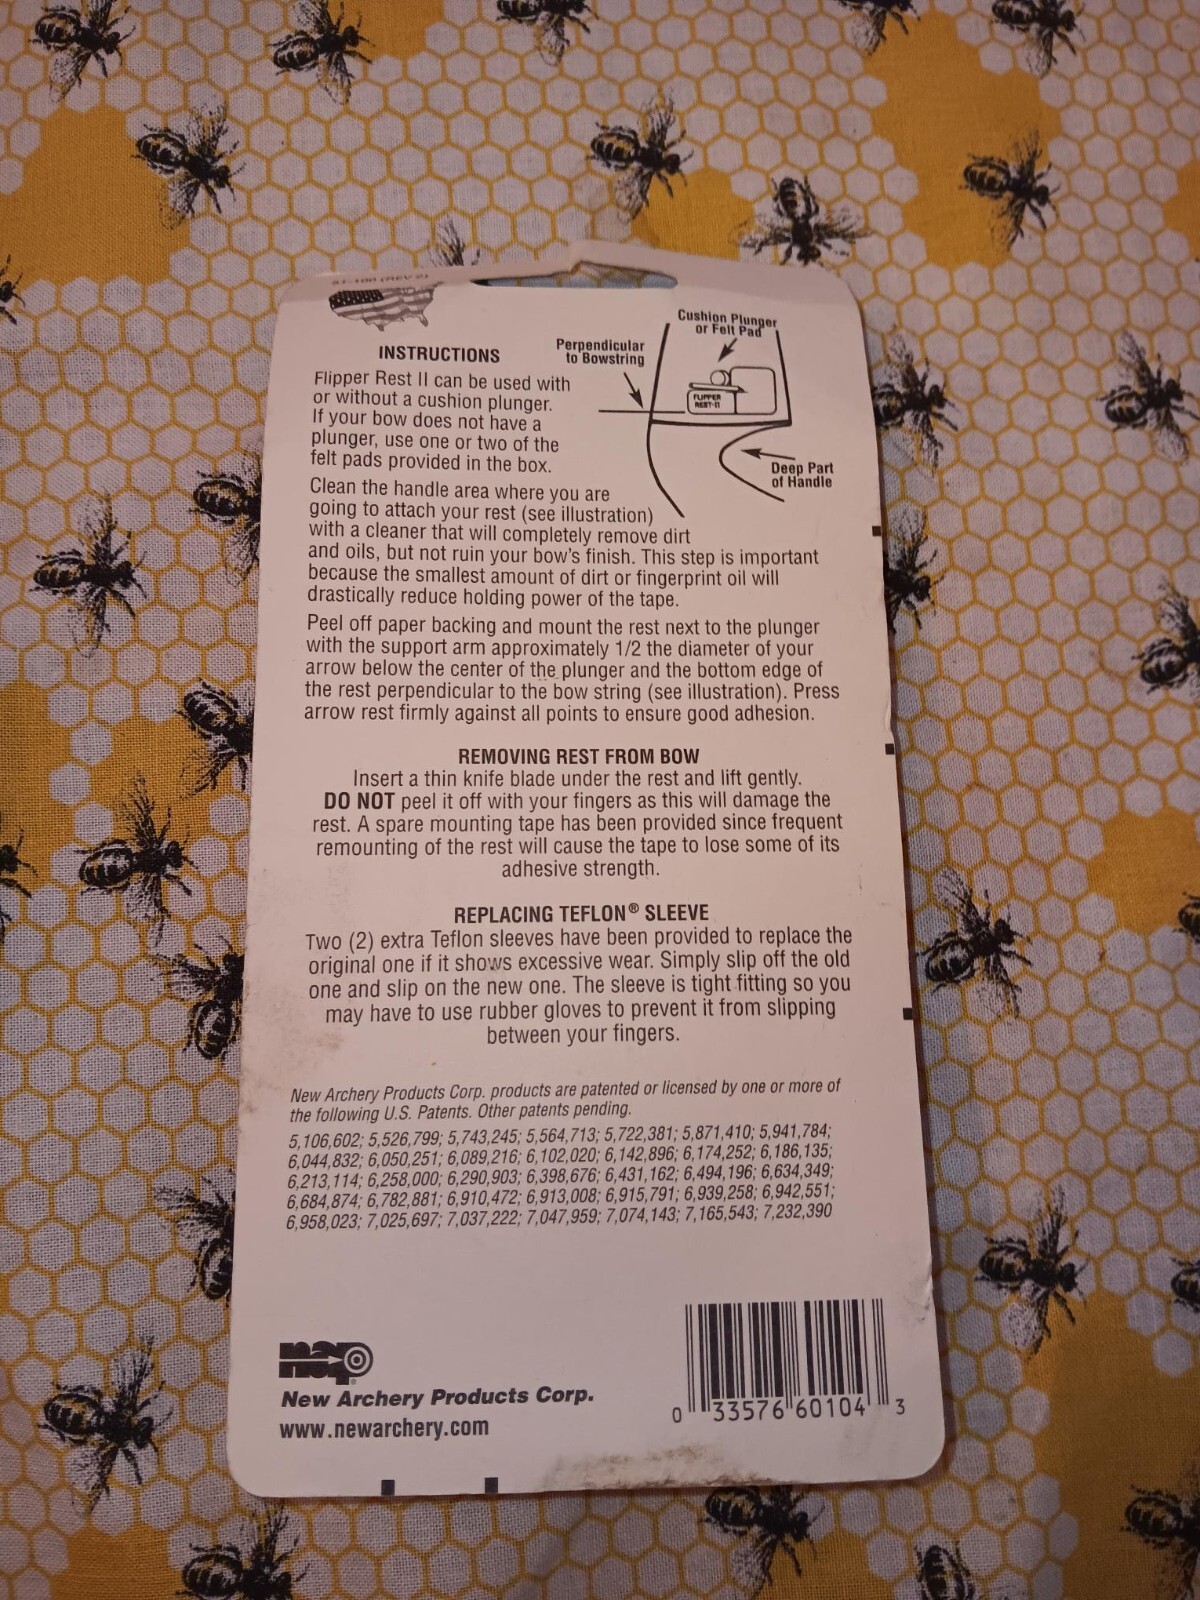 INSTRUCTIONS
Flipper Rest II can be used with
or without a cushion plunger.
If your bow does not have a
plunger, use one or two of the
felt pads provided in the box.
Cushion Plunger
or Felt Pad
Perpendicular
to Bowstring
FLIPPER
REST-II
Deep Part
of Handle
Clean the handle area where you are
going to attach your rest (see illustration)
with a cleaner that will completely remove dirt
and oils, but not ruin your bow's finish. This step is important
because the smallest amount of dirt or fingerprint oil will
drastically reduce holding power of the tape.
Peel off paper backing and mount the rest next to the plunger
with the support arm approximately 1/2 the diameter of your
arrow below the center of the plunger and the bottom edge of
the rest perpendicular to the bow string (see illustration). Press
arrow rest firmly against all points to ensure good adhesion.
REMOVING REST FROM BOW
Insert a thin knife blade under the rest and lift gently.
DO NOT peel it off with your fingers as this will damage the
rest. A spare mounting tape has been provided since frequent
remounting of the rest will cause the tape to lose some of its
adhesive strength.
REPLACING TEFLON® SLEEVE
Two (2) extra Teflon sleeves have been provided to replace the
original one if it shows excessive wear. Simply slip off the old
one and slip on the new one. The sleeve is tight fitting so you
may have to use rubber gloves to prevent it from slipping
between your fingers.
New Archery Products Corp. products are patented or licensed by one or more of
the following U.S. Patents. Other patents pending.
5,106,602; 5,526,799; 5,743,245; 5,564,713; 5,722,381; 5,871,410; 5,941,784;
6,044,832; 6,050,251; 6,089,216; 6,102,020; 6,142,896; 6,174,252; 6,186,135;
6,213,114; 6,258,000; 6,290,903; 6,398,676; 6,431,162; 6,494,196; 6,634,349;
6,684,874; 6,782,881; 6,910,472; 6,913,008; 6,915,791; 6,939,258; 6,942,551;
6,958,023; 7,025,697; 7,037,222; 7,047,959; 7,074,143; 7,165,543; 7,232,390
nap
New Archery Products Corp.
www.newarchery.com
0 33576 60104 3